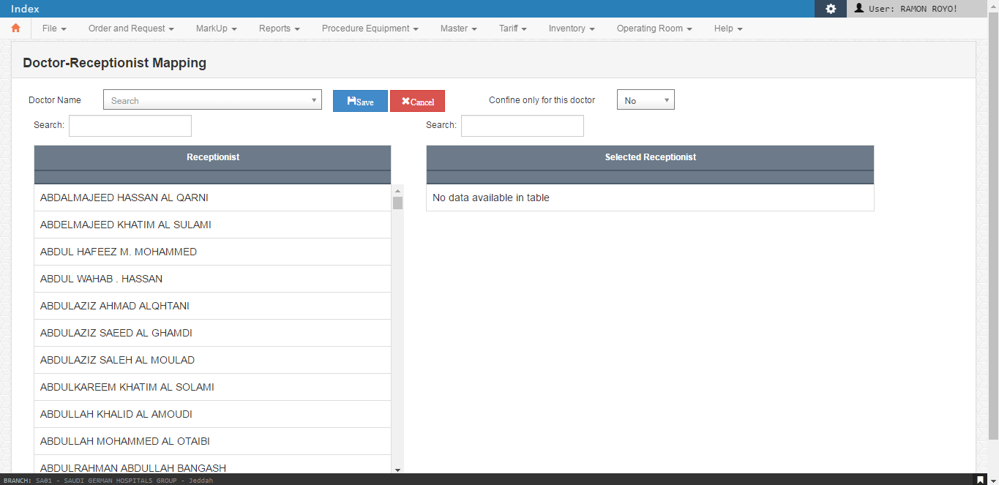 Index
User: RAMON ROYO!
File Order and Request MarkUp Reports Procedure Equipment Master Tariff Inventory Operating Room Help
Doctor-Receptionist Mapping
Doctor Name Search Save Cancel Confine only for this doctor No
Search: Search:
Receptionist Selected Receptionist
ABDALMAJEED HASSAN AL QARNI No data available in table
ABDELMAJEED KHATIM AL SULAMI
ABDUL HAFEEZ M. MOHAMMED
ABDUL WAHAB . HASSAN
ABDULAZIZ AHMAD ALQHTANI
ABDULAZIZ SAEED AL GHAMDI
ABDULAZIZ SALEH AL MOULAD
ABDULKAREEM KHATIM AL SOLAMI
ABDULLAH KHALID AL AMOUDI
ABDULLAH MOHAMMED AL OTAIBI
ABDULRAHMAN ABDULLAH BANGASH
BRANCH: SA01 - SAUDI GERMAN HOSPITALS GROUP - Jeddah